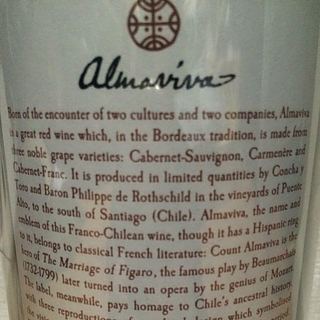 Almaviva
Born of the encounter of two cultures and two companies, Almaviva
is a great red wine which, in the Bordeaux tradition, is made from
three noble grape varieties: Cabernet-Sauvignon, Carmenère and
Cabernet-Franc. It is produced in limited quantities by Concha y
Toro and Baron Philippe de Rothschild in the vineyards of Puente
Alto, to the south of Santiago (Chile). Almaviva, the name and
emblem of this Franco-Chilean wine, though it has a Hispanic ring
to it, belongs to classical French literature: Count Almaviva is the
hero of The Marriage of Figaro, the famous play by Beaumarchais
(1732-1799) later turned into an opera by the genius of Mozart.
The label, meanwhile, pays homage to Chile's ancestral history,
with three reproductions of design which symbolised
the